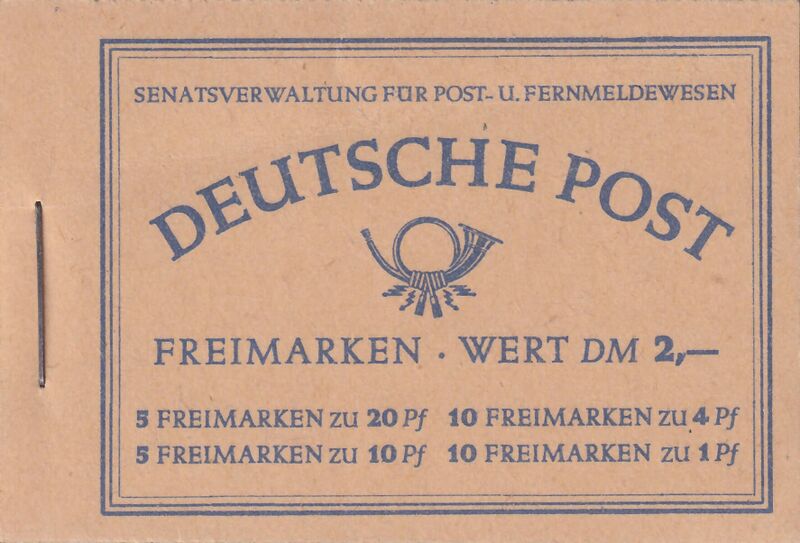 SENATSVERWALTUNG FÜR POST- U. FERNMELDEWESEN
DEUTSCHE POST
FREIMARKEN · WERT DM 2,—
5 FREIMARKEN ZU 20 Pf 10 FREIMARKEN ZU 4 Pf
5 FREIMARKEN ZU 10 Pf 10 FREIMARKEN ZU 1 Pf